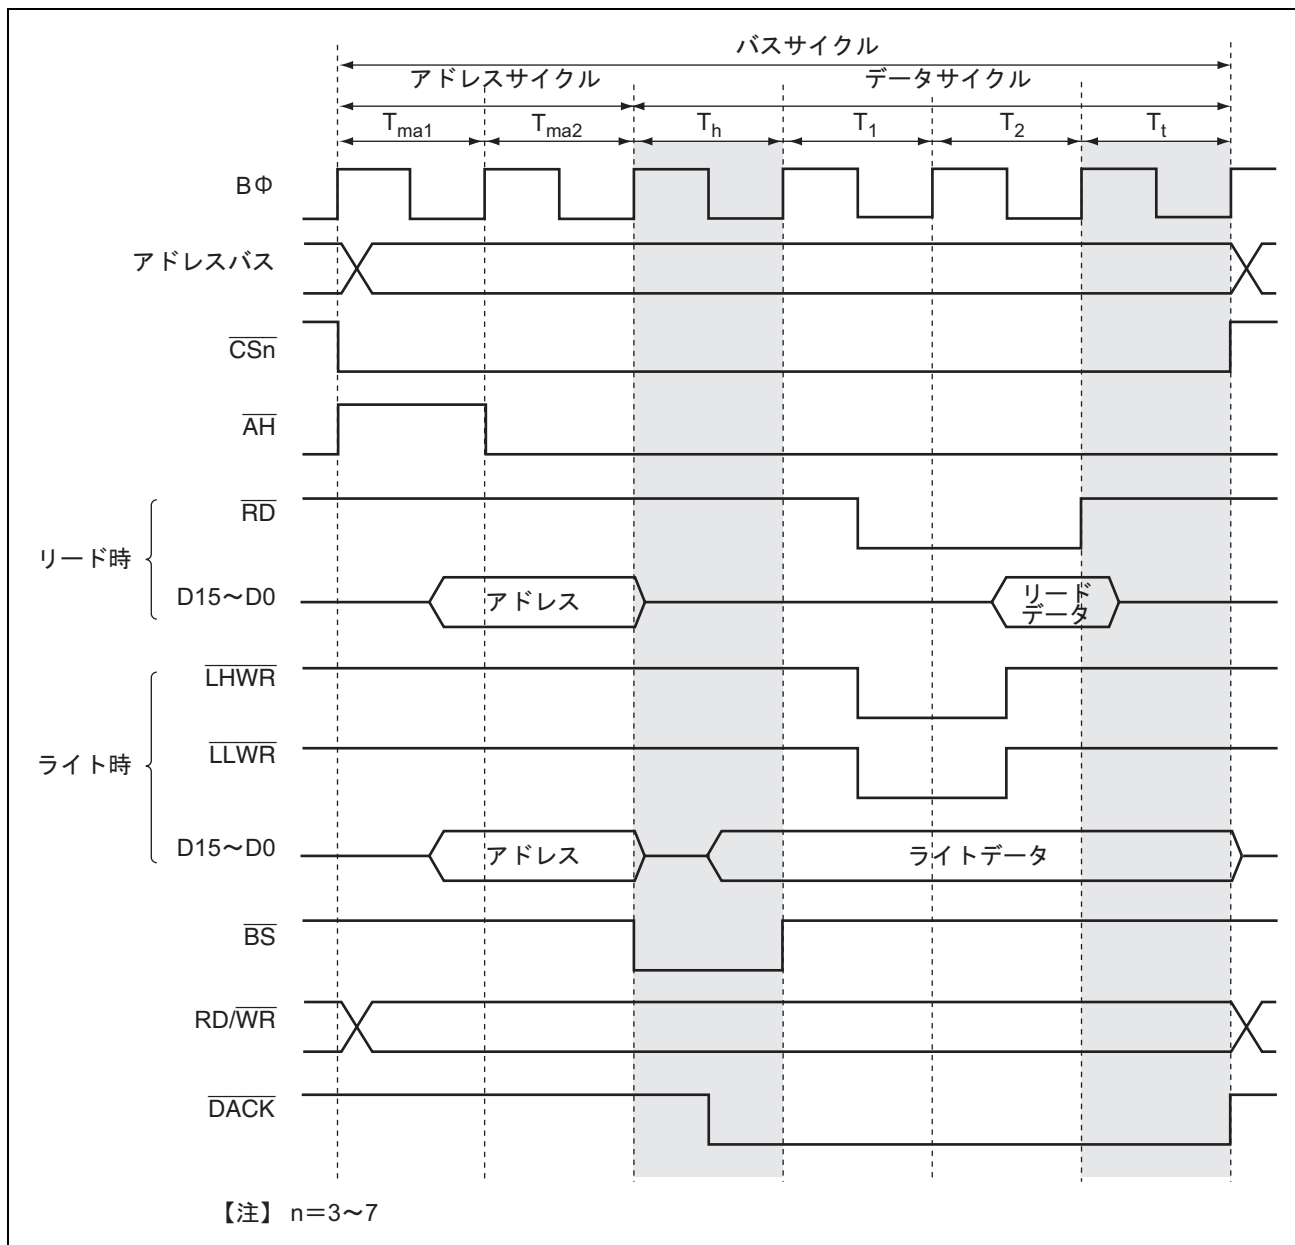 バスサイクル
アドレスサイクル データサイクル
Tma1 Tma2 Th T1 T2 Tt
BΦ
アドレスバス
CSn
AH
RD
リード時
D15～D0 アドレス リード
データ
LHWR
LLWR
ライト時
D15～D0 アドレス ライトデータ
BS
RD/WR
DACK
【注】 n＝3～7